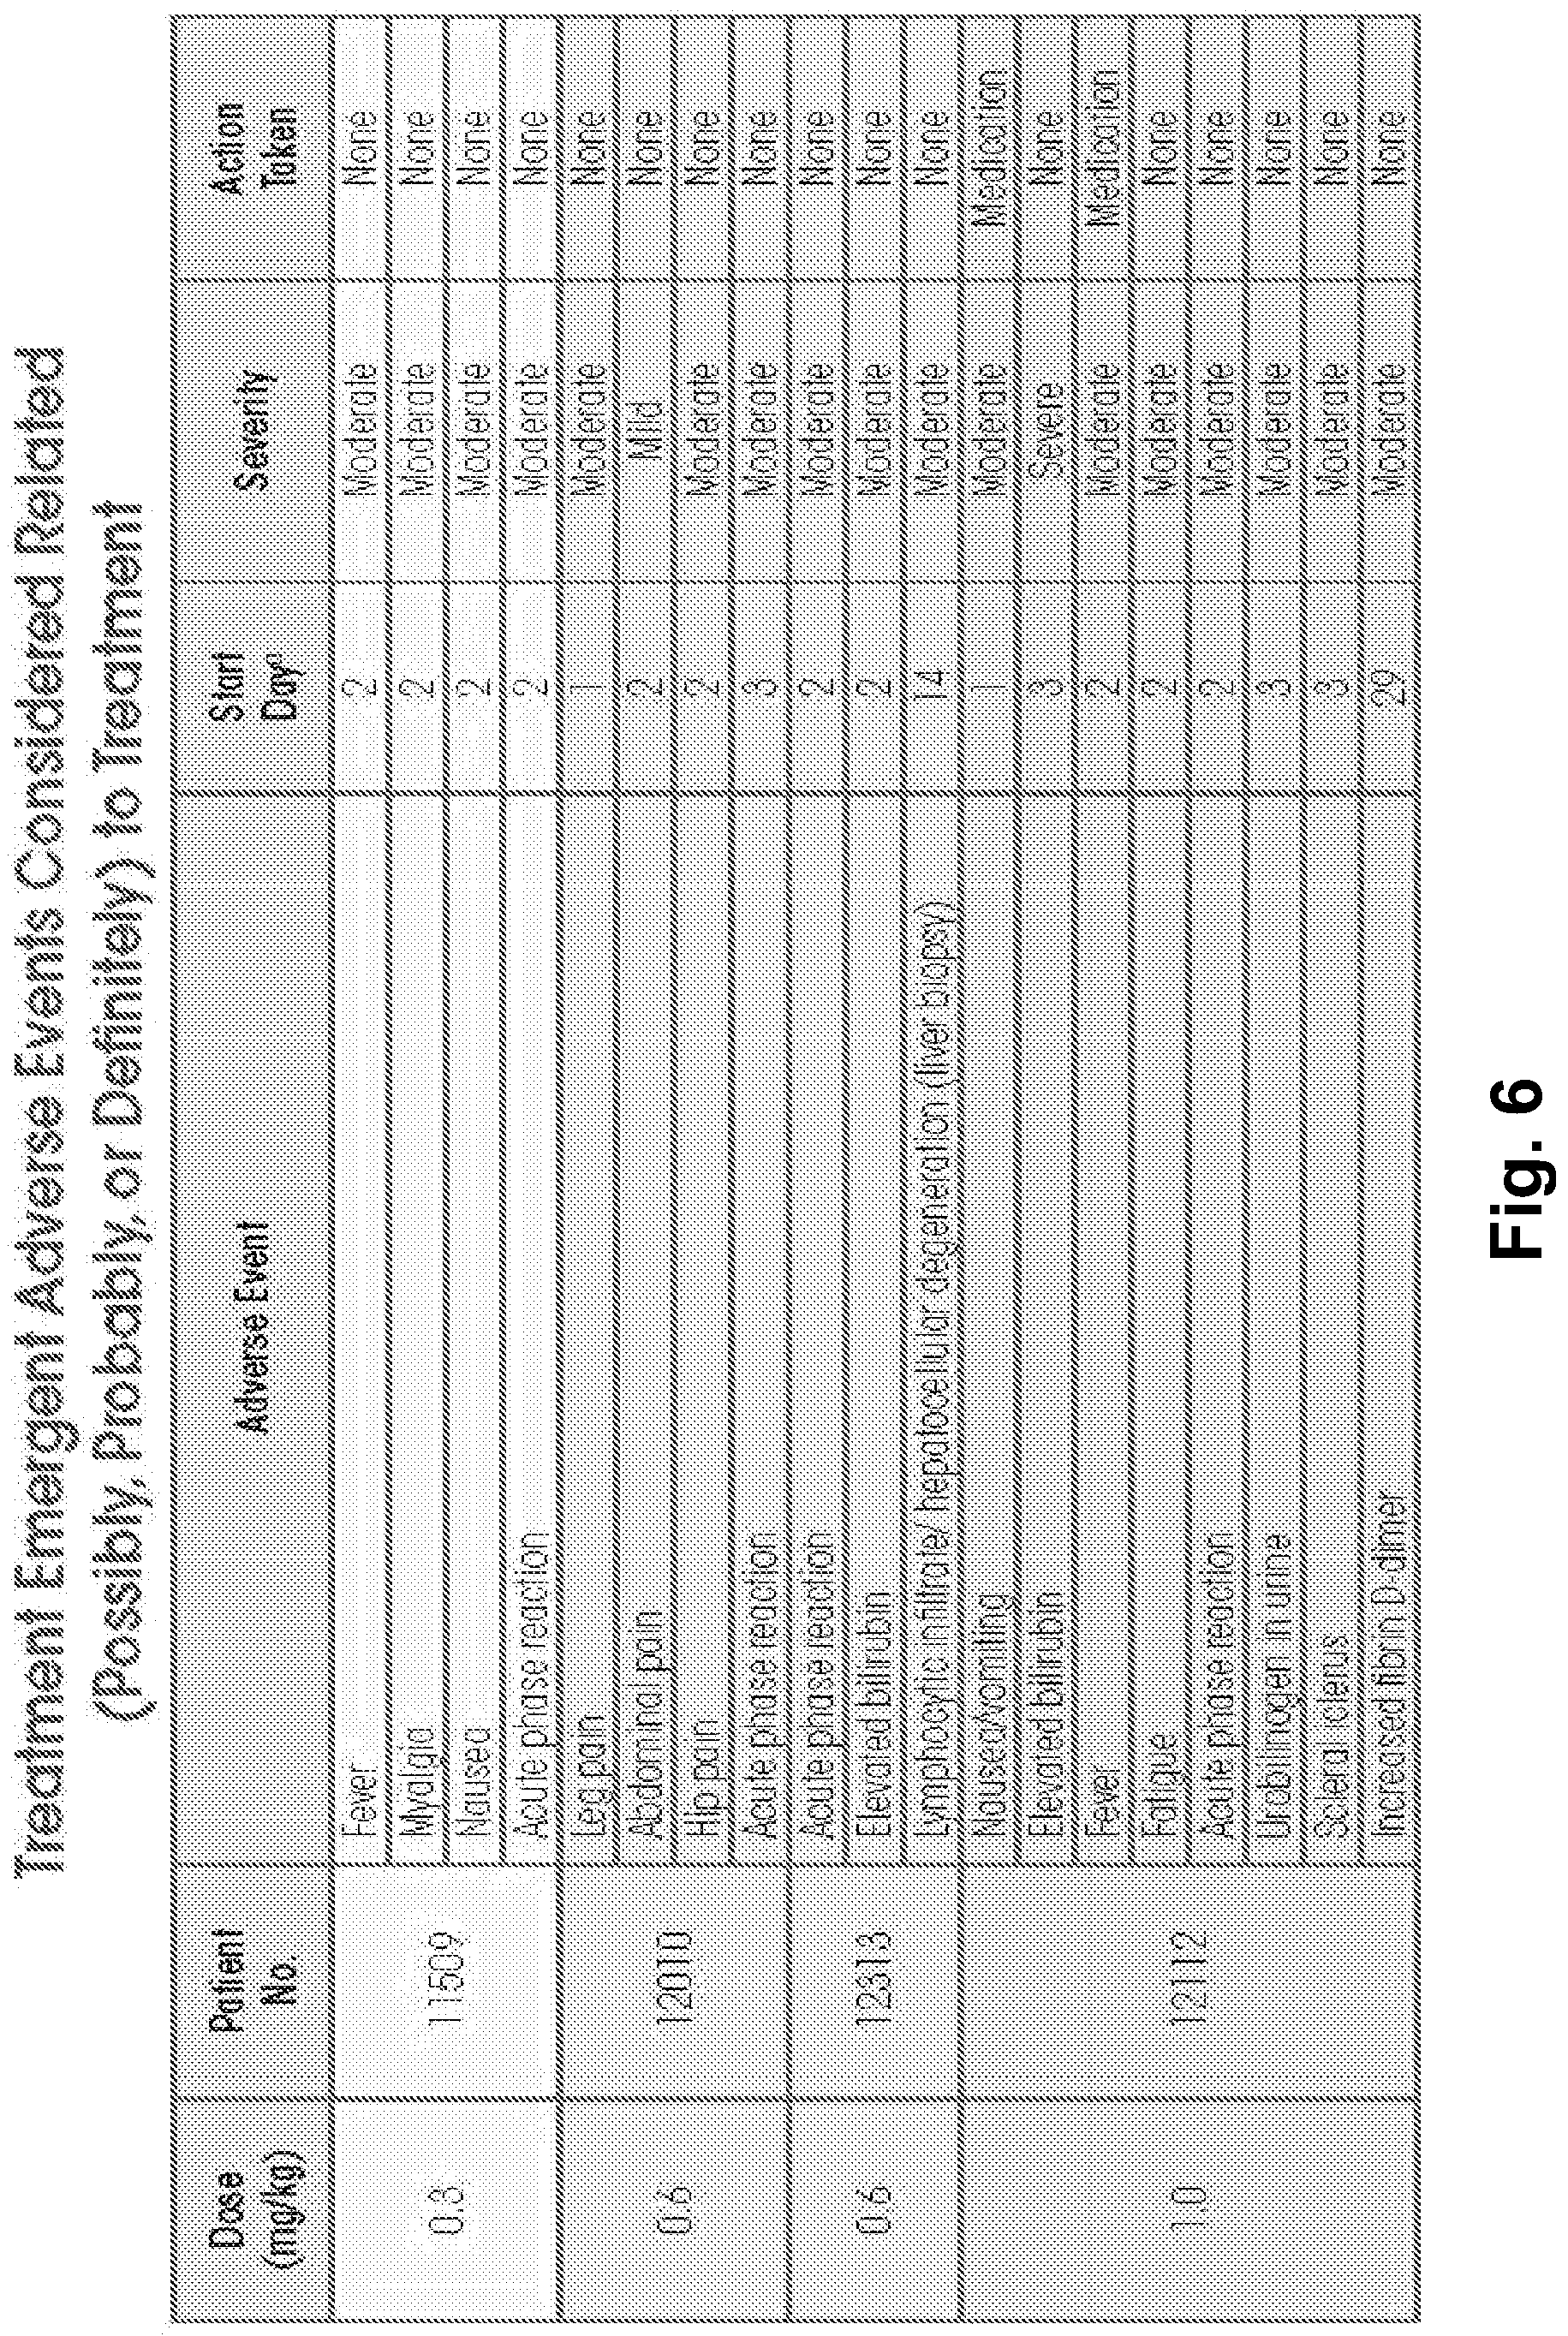 Treatment Emergent Adverse Events Considered Related
(Possibly, Probably, or Definitely) to Treatment
Dose (mg/kg) Patient No. Adverse Event Start Day Severity Action Taken
0.3 11509 Fever 2 Moderate None
Myalgia 2 Moderate None
Nausea 2 Moderate None
Acute phase reaction 2 Moderate None
0.6 12010 Leg pain 1 Moderate None
Abdominal pain 2 Mild None
Hip pain 2 Moderate None
Acute phase reaction 3 Moderate None
0.6 12313 Acute phase reaction 2 Moderate None
Elevated bilirubin 2 Moderate None
Lymphocytic infiltrate/ hepatocellular degeneration (liver biopsy) 14 Moderate None
1.0 12112 Nausea/vomiting 1 Moderate Medication
Elevated bilirubin 3 Severe None
Fever 2 Moderate Medication
Fatigue 2 Moderate None
Acute phase reaction 2 Moderate None
Urobilinogen in urine 3 Moderate None
Scleral icterus 3 Moderate None
Increased fibrin D-dimer 29 Moderate None
Fig. 6